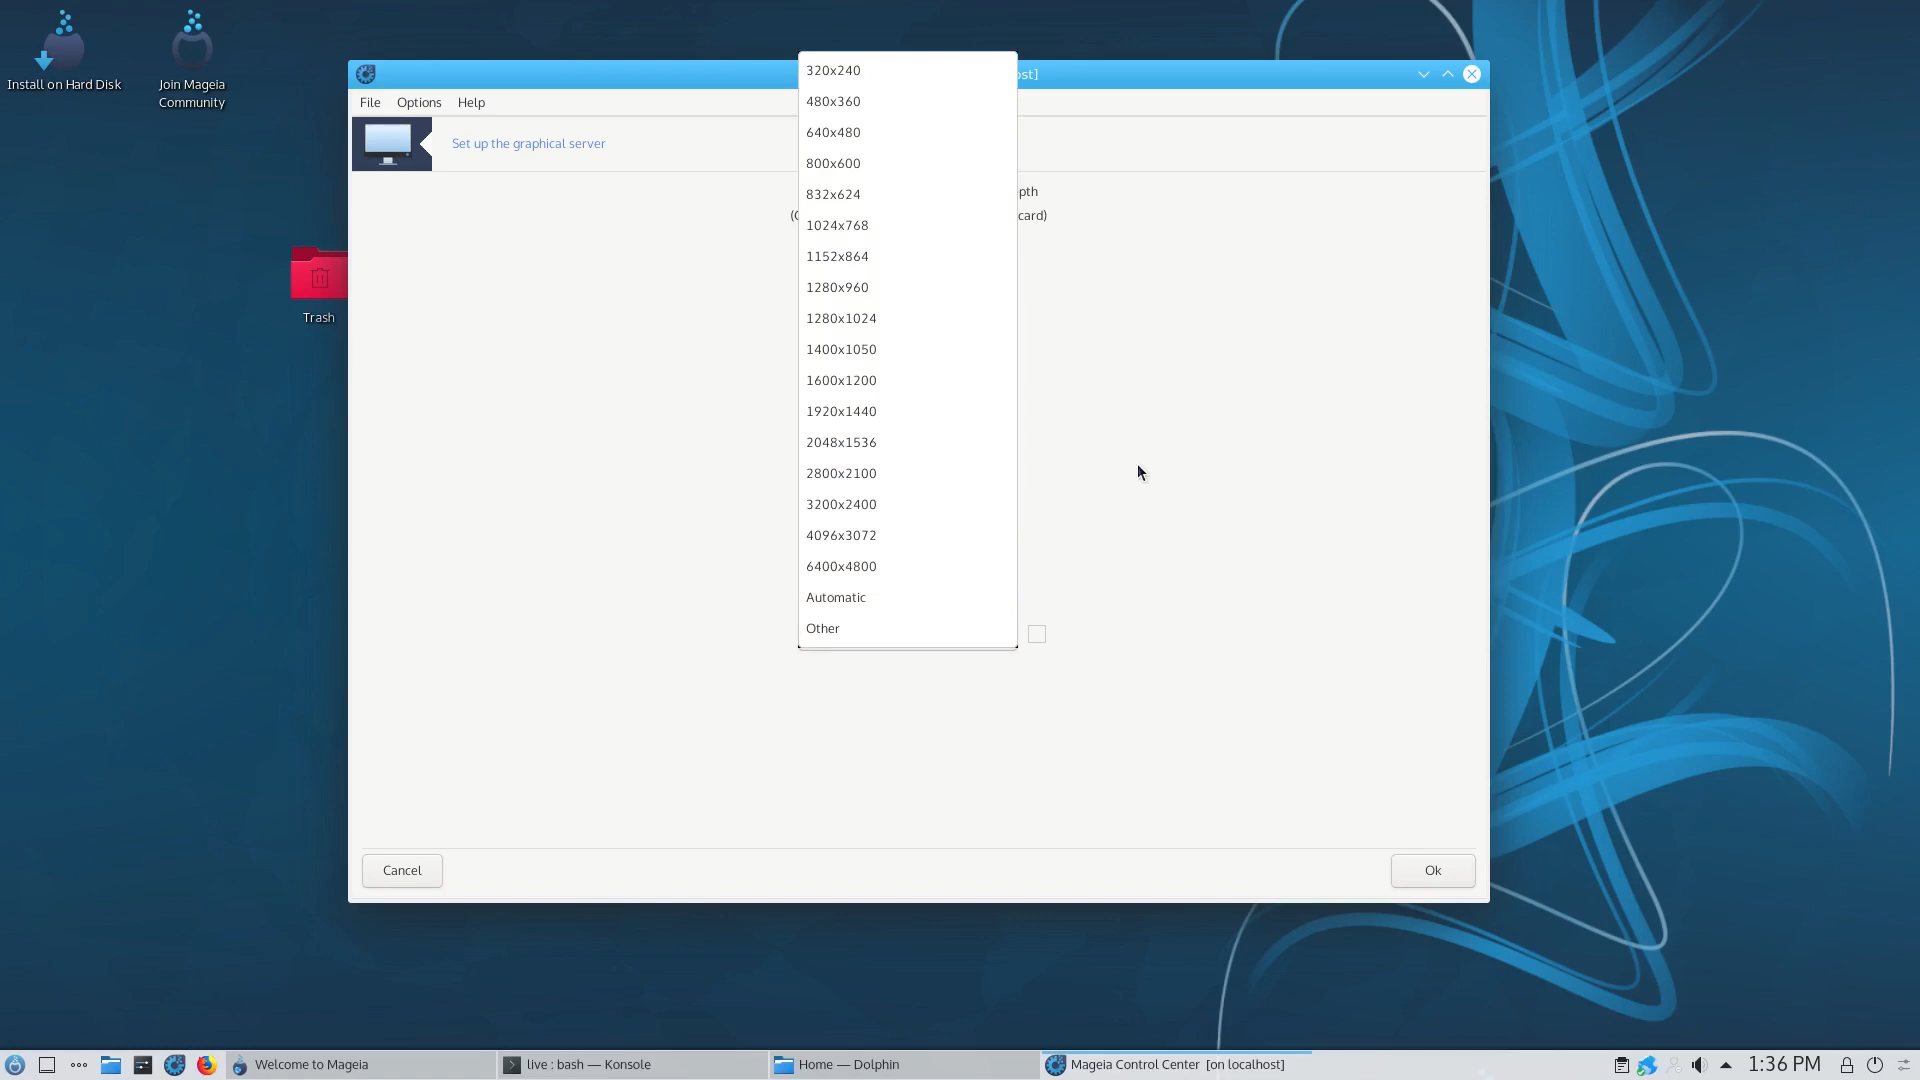 Install on Hard Disk
Join Mageia
Community
Trash
ost]
File Options Help
Set up the graphical server
pth
card)
320x240
480x360
640x480
800x600
832x624
1024x768
1152x864
1280x960
1280x1024
1400x1050
1600x1200
1920x1440
2048x1536
2800x2100
3200x2400
4096x3072
6400x4800
Automatic
Other
Cancel
Ok
Welcome to Mageia
live : bash — Konsole
Home — Dolphin
Mageia Control Center [on localhost]
1:36 PM